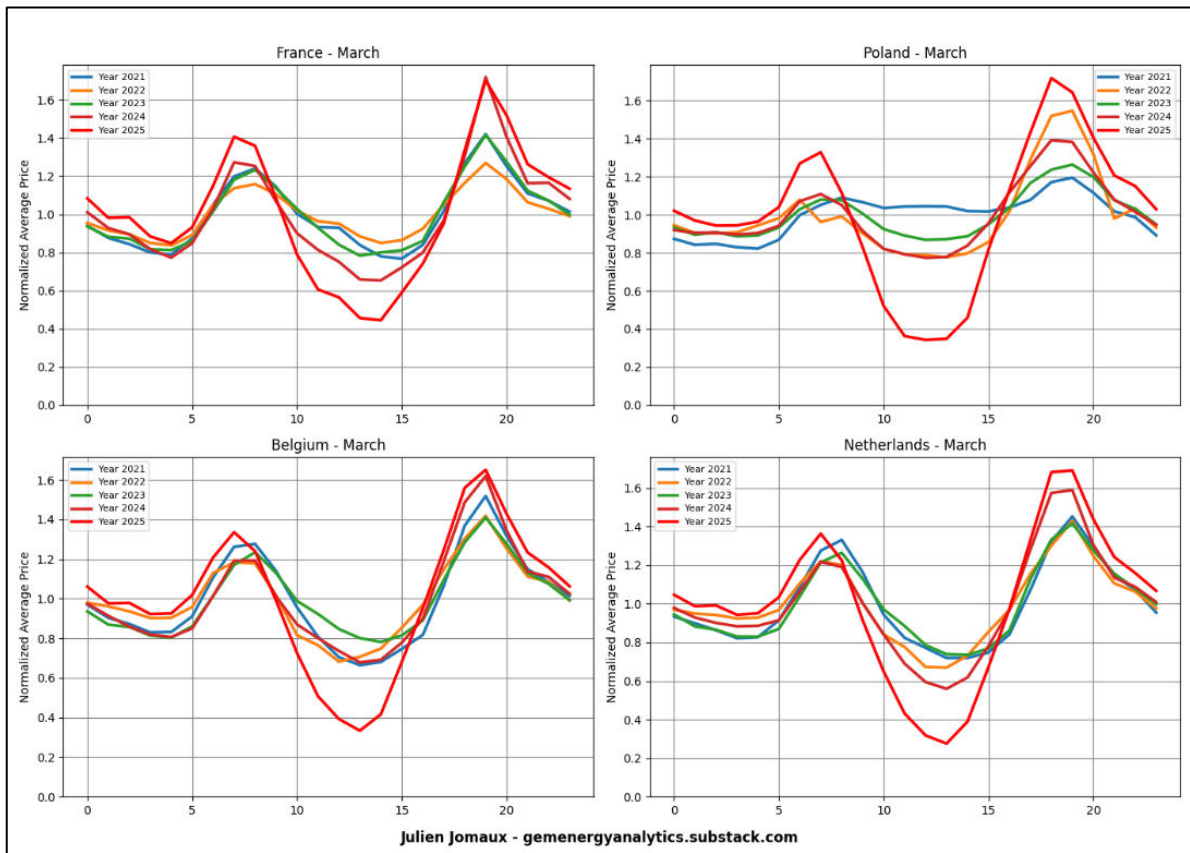 France - March
Normalized Average Price
1.6
1.4
1.2
1.0
0.8
0.6
0.4
0.2
0.0
0
5
10
15
20
Year 2021
Year 2022
Year 2023
Year 2024
Year 2025
Poland - March
Normalized Average Price
1.6
1.4
1.2
1.0
0.8
0.6
0.4
0.2
0.0
0
5
10
15
20
Year 2021
Year 2022
Year 2023
Year 2024
Year 2025
Belgium - March
Normalized Average Price
1.6
1.4
1.2
1.0
0.8
0.6
0.4
0.2
0.0
0
5
10
15
20
Year 2021
Year 2022
Year 2023
Year 2024
Year 2025
Netherlands - March
Normalized Average Price
1.6
1.4
1.2
1.0
0.8
0.6
0.4
0.2
0.0
0
5
10
15
20
Year 2021
Year 2022
Year 2023
Year 2024
Year 2025
Julien Jomaux - gemenergyanalytics.substack.com